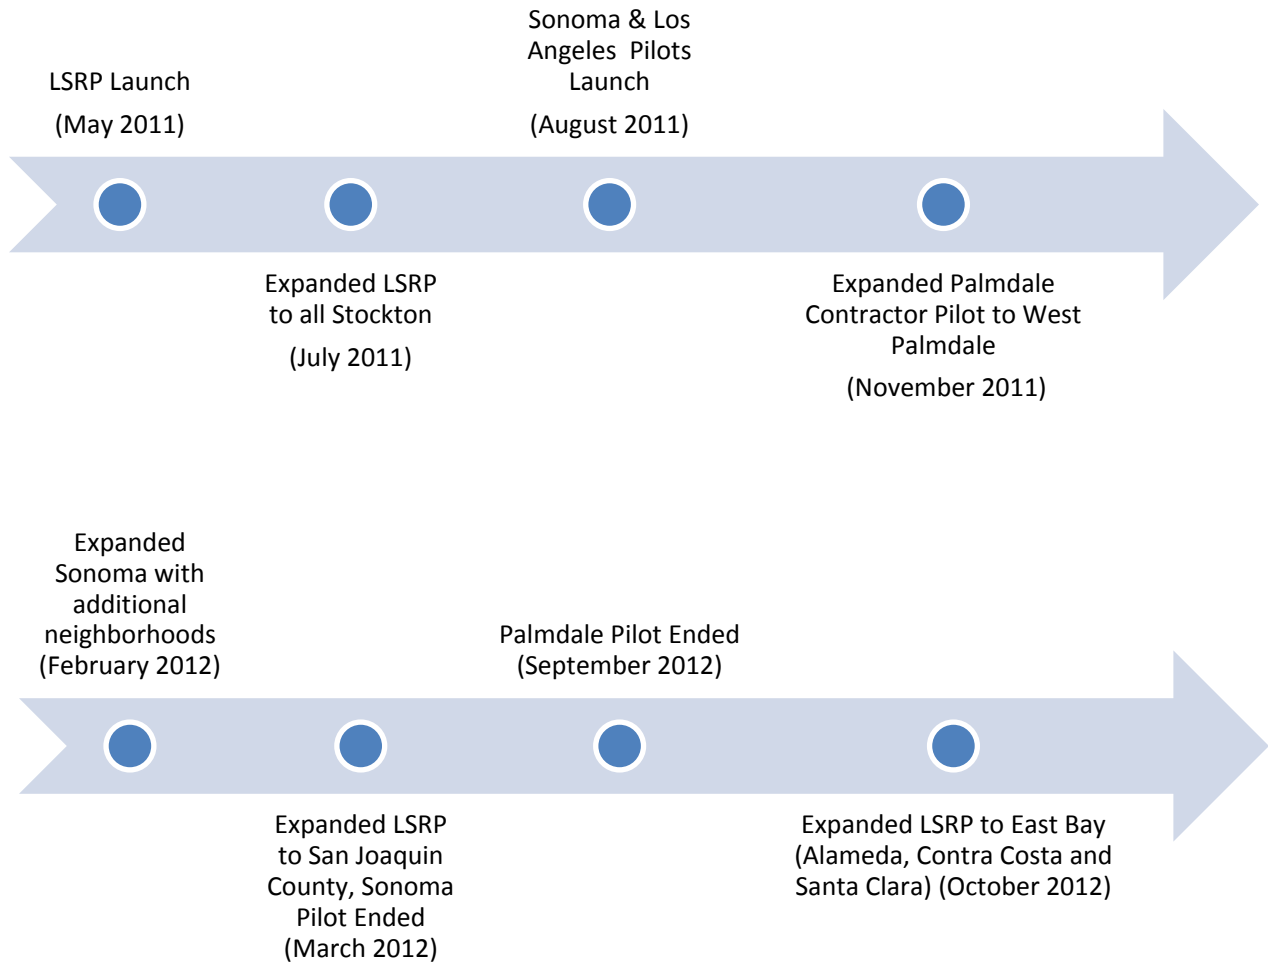 LSRP Launch
(May 2011)
Expanded LSRP
to all Stockton
(July 2011)
Sonoma & Los
Angeles  Pilots
Launch
(August 2011)
Expanded Palmdale
Contractor Pilot to West
Palmdale
(November 2011)
Expanded
Sonoma with
additional
neighborhoods
(February 2012)
Expanded LSRP
to San Joaquin
County, Sonoma
Pilot Ended
(March 2012)
Palmdale Pilot Ended
(September 2012)
Expanded LSRP to East Bay
(Alameda, Contra Costa and
Santa Clara) (October 2012)